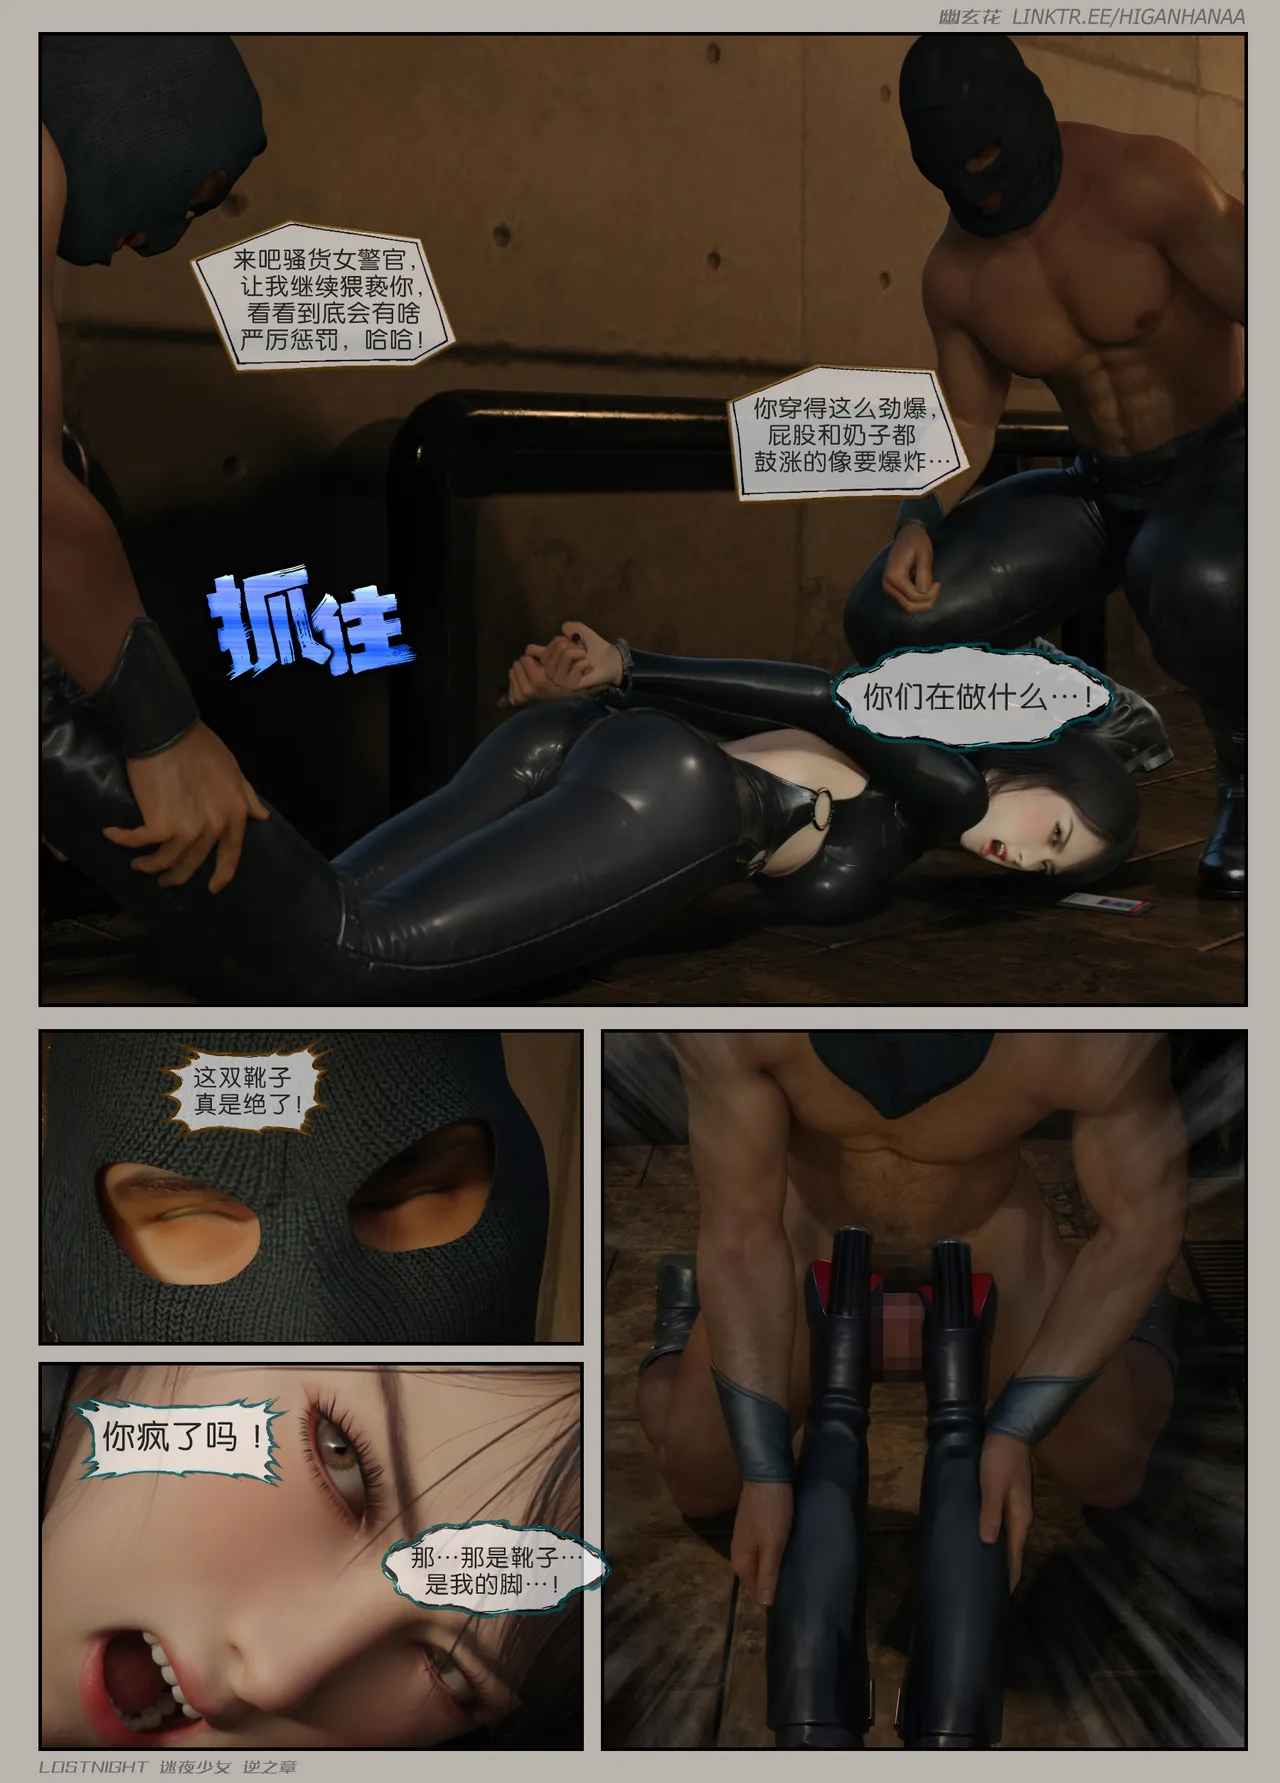 幽玄花 LINKTR.EE/HIGANHANAA
来吧骚货女警官，
让我继续猥亵你，
看看到底会有啥
严厉惩罚，哈哈！
你穿得这么劲爆，
屁股和奶子都
鼓涨的像要爆炸…
抓住
你们在做什么…！
这双靴子
真是绝了！
你疯了吗！
那…那是靴子…
是我的脚…！
LOSTNIGHT 迷夜少女 逆之章